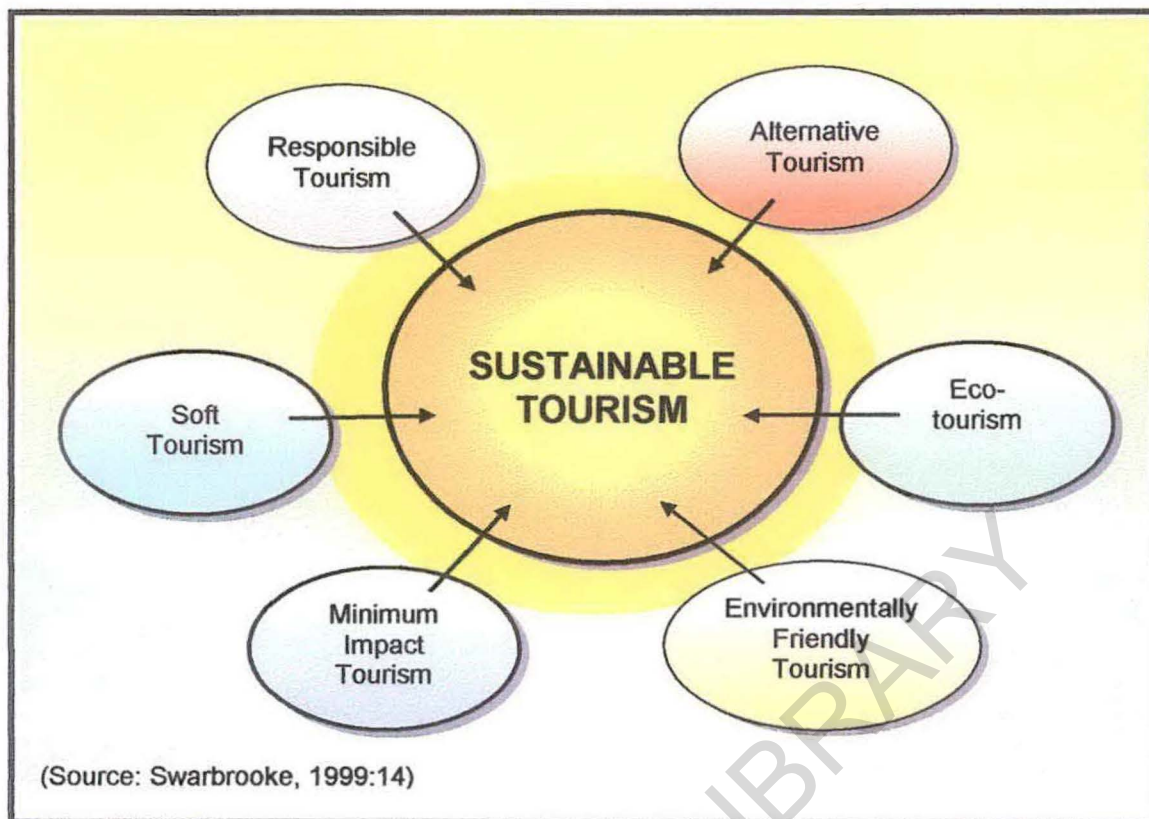 Responsible
Tourism
Alternative
Tourism
SUSTAINABLE
TOURISM
Soft
Tourism
Eco-
tourism
Minimum
Impact
Tourism
Environmentally
Friendly
Tourism
(Source: Swarbrooke, 1999:14)